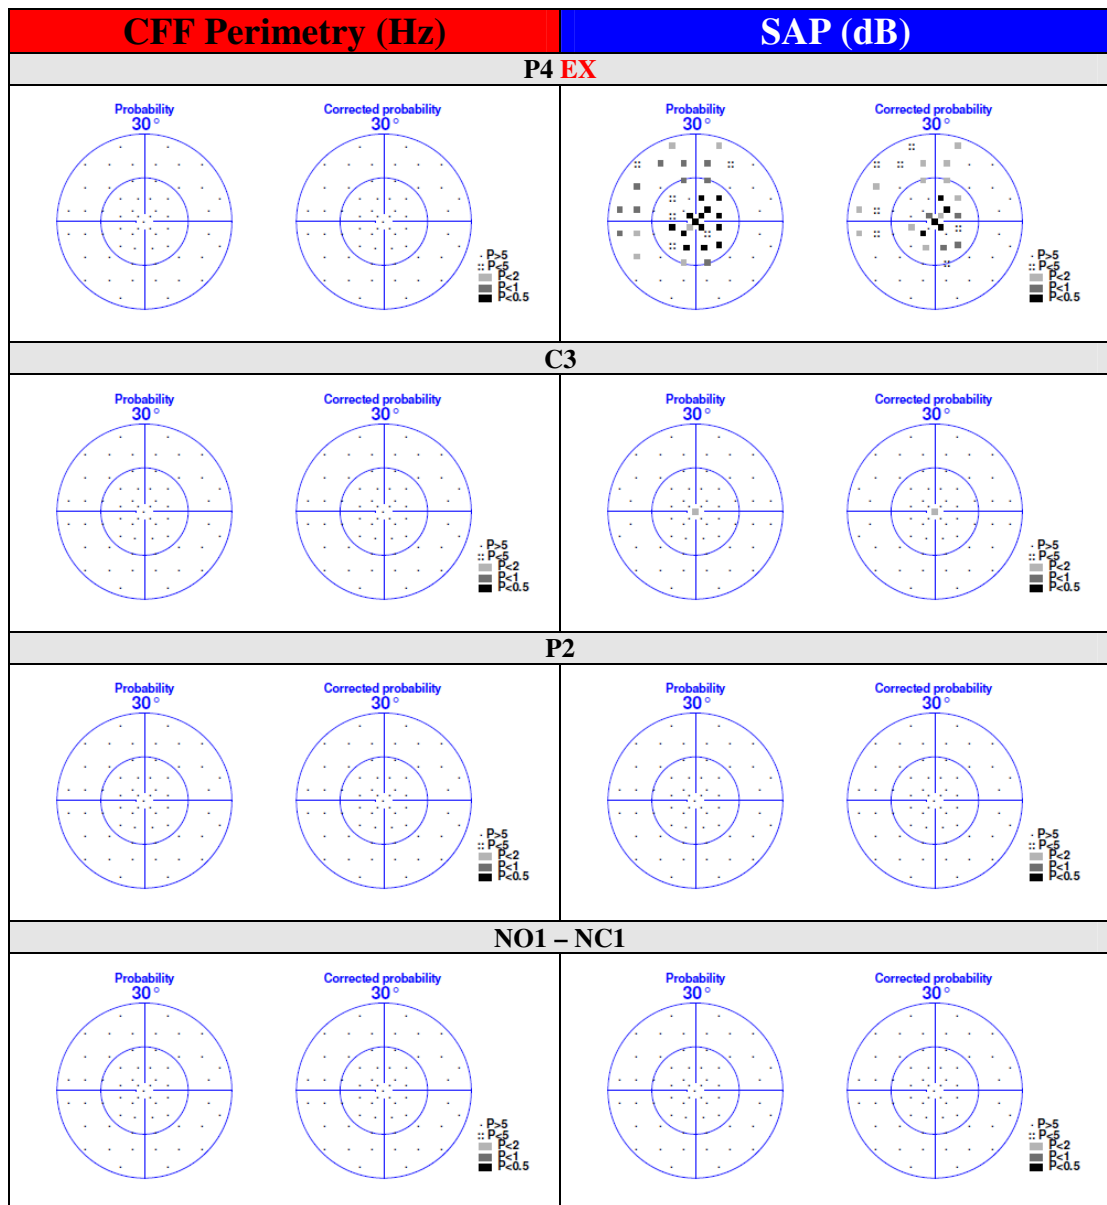 CFF Perimetry (Hz) SAP (dB)
P4 EX
Probability Corrected probability Probability Corrected probability
30° 30° 30° 30°
· P>5 · P>5
:: P<5 :: P<5
P<2 P<2
P<1 P<1
P<0.5 P<0.5
C3
Probability Corrected probability Probability Corrected probability
30° 30° 30° 30°
· P>5 · P>5
:: P<5 :: P<5
P<2 P<2
P<1 P<1
P<0.5 P<0.5
P2
Probability Corrected probability Probability Corrected probability
30° 30° 30° 30°
· P>5 · P>5
:: P<5 :: P<5
P<2 P<2
P<1 P<1
P<0.5 P<0.5
NO1 – NC1
Probability Corrected probability Probability Corrected probability
30° 30° 30° 30°
· P>5 · P>5
:: P<5 :: P<5
P<2 P<2
P<1 P<1
P<0.5 P<0.5